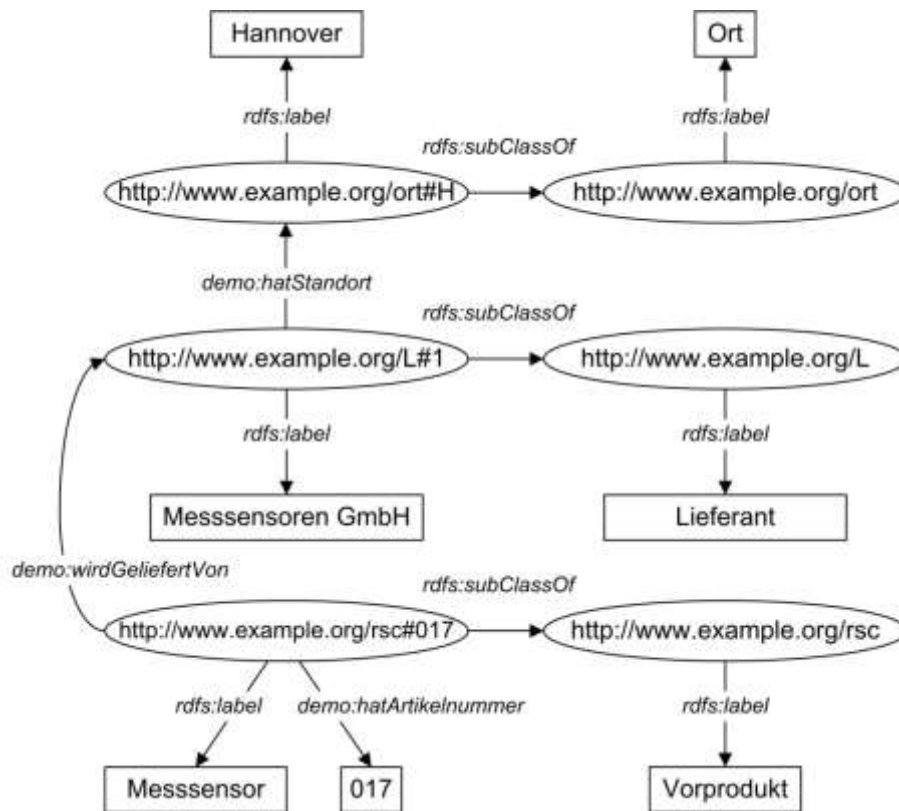 Hannover
Ort
rdfs:label
rdfs:label
rdfs:subClassOf
http://www.example.org/ort#H
http://www.example.org/ort
demo:hatStandort
rdfs:subClassOf
http://www.example.org/L#1
http://www.example.org/L
rdfs:label
rdfs:label
Messsensoren GmbH
Lieferant
demo:wirdGeliefertVon
rdfs:subClassOf
http://www.example.org/rsc#017
http://www.example.org/rsc
rdfs:label
demo:hatArtikelnummer
rdfs:label
Messsensor
017
Vorprodukt